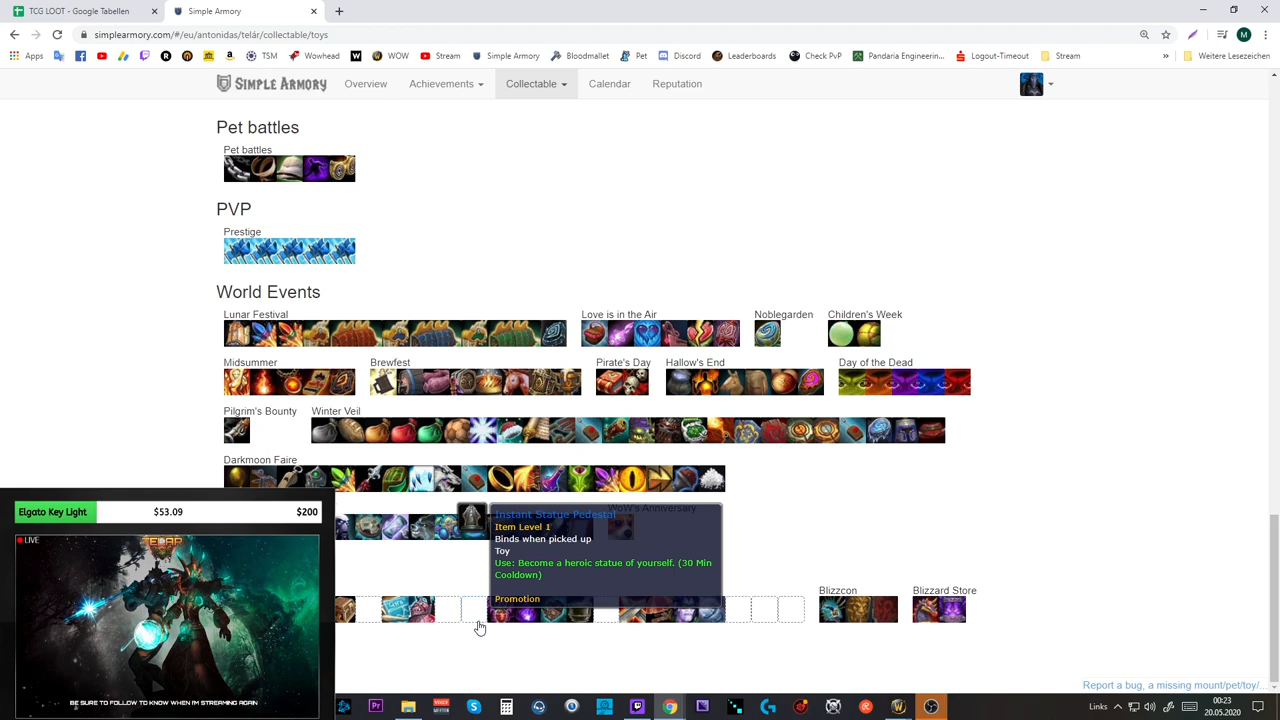 TCG LOOT - Google Tabellen
Simple Armory
simplearmory.com/#/eu/antonidas/telár/collectable/toys
Apps
TSM
Wowhead
WOW
Stream
Simple Armory
Bloodmallet
Pet
Discord
Leaderboards
Check PvP
Pandaria Engineerin...
Logout-Timeout
Stream
Weitere Lesezeichen
SIMPLE ARMORY
Overview
Achievements
Collectable
Calendar
Reputation
Pet battles
Pet battles
PVP
Prestige
World Events
Lunar Festival
Love is in the Air
Noblegarden
Children's Week
Midsummer
Brewfest
Pirate's Day
Hallow's End
Day of the Dead
Pilgrim's Bounty
Winter Veil
Darkmoon Faire
WoW's Anniversary
Instant Statue Pedestal
Item Level 1
Binds when picked up
Toy
Use: Become a heroic statue of yourself. (30 Min
Cooldown)
Promotion
Blizzcon
Blizzard Store
Elgato Key Light
$53.09
$200
LIVE
TELAR
BE SURE TO FOLLOW TO KNOW WHEN I'M STREAMING AGAIN
Report a bug, a missing mount/pet/toy/...
Links
00:23
20.05.2020